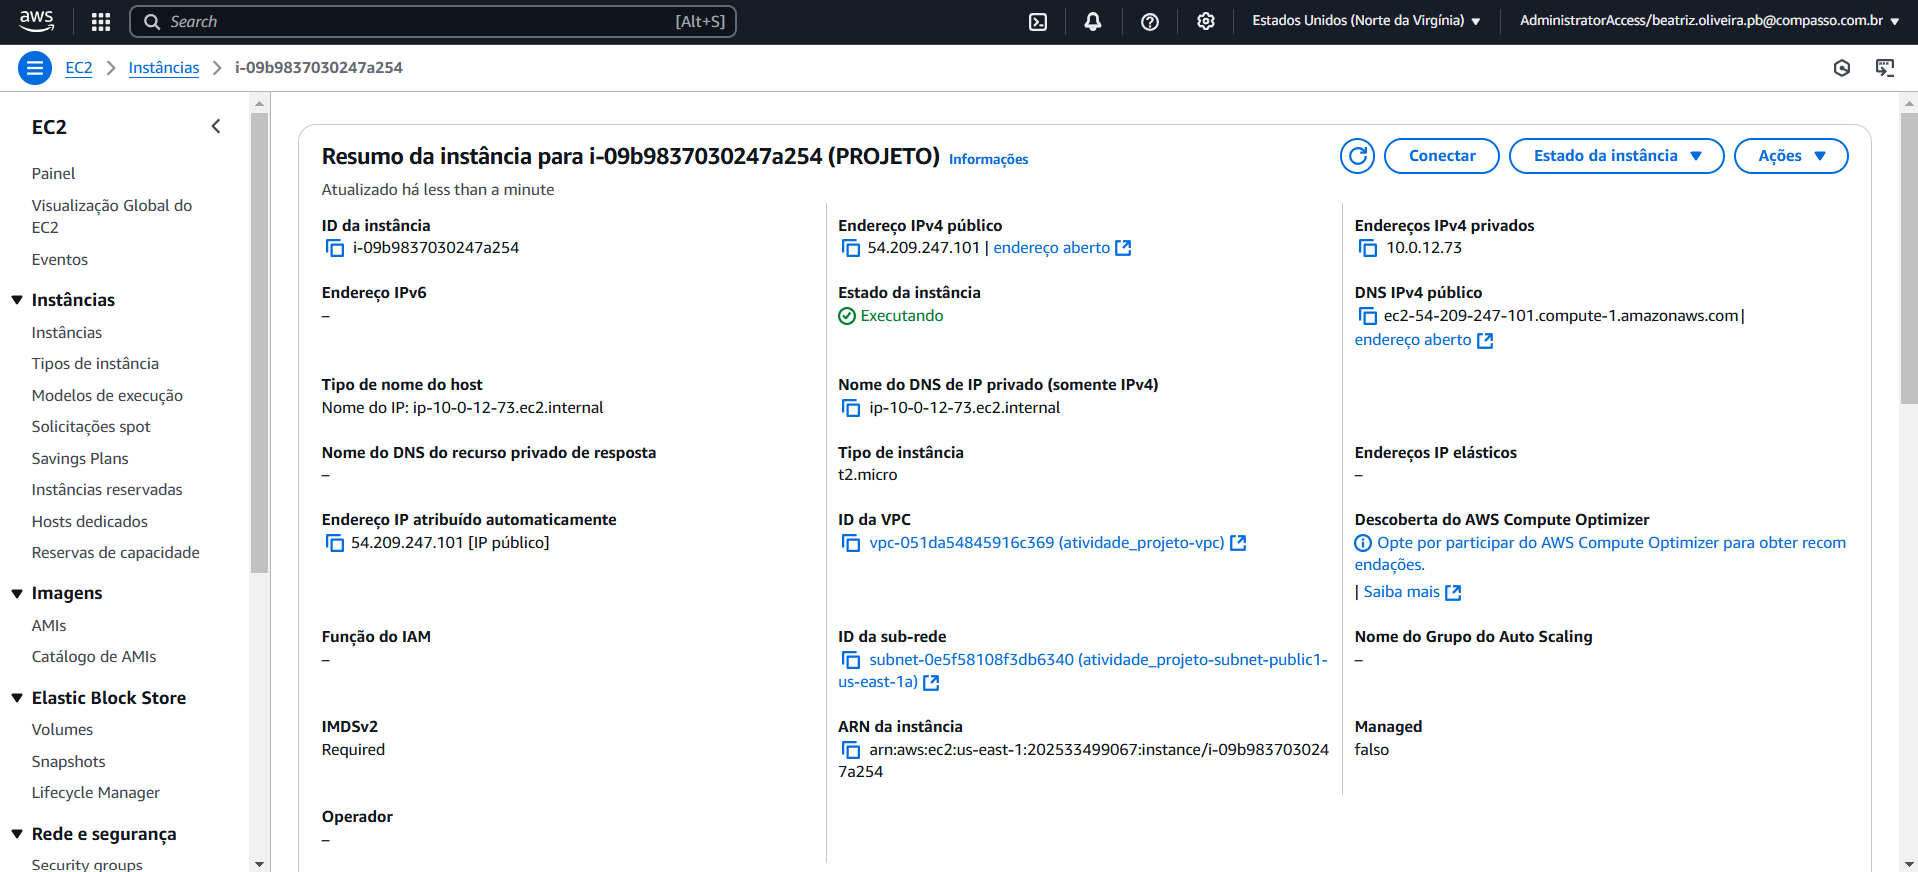 aws
Search [Alt+S]
Estados Unidos (Norte da Virgínia)
AdministratorAccess/beatriz.oliveira.pb@compasso.com.br
EC2 > Instâncias > i-09b9837030247a254
EC2
Painel
Visualização Global do
EC2
Eventos
Instâncias
Instâncias
Tipos de instância
Modelos de execução
Solicitações spot
Savings Plans
Instâncias reservadas
Hosts dedicados
Reservas de capacidade
Imagens
AMIs
Catálogo de AMIs
Elastic Block Store
Volumes
Snapshots
Lifecycle Manager
Rede e segurança
Security groups
Resumo da instância para i-09b9837030247a254 (PROJETO) Informações
Atualizado há less than a minute
Conectar
Estado da instância
Ações
ID da instância
i-09b9837030247a254
Endereço IPv4 público
54.209.247.101 | endereço aberto
Endereços IPv4 privados
10.0.12.73
Endereço IPv6
–
Estado da instância
Executando
DNS IPv4 público
ec2-54-209-247-101.compute-1.amazonaws.com |
endereço aberto
Tipo de nome do host
Nome do IP: ip-10-0-12-73.ec2.internal
Nome do DNS de IP privado (somente IPv4)
ip-10-0-12-73.ec2.internal
Nome do DNS do recurso privado de resposta
–
Tipo de instância
t2.micro
Endereços IP elásticos
–
Endereço IP atribuído automaticamente
54.209.247.101 [IP público]
ID da VPC
vpc-051da54845916c369 (atividade_projeto-vpc)
Descoberta do AWS Compute Optimizer
Opte por participar do AWS Compute Optimizer para obter recom
endações.
| Saiba mais
Função do IAM
–
ID da sub-rede
subnet-0e5f58108f3db6340 (atividade_projeto-subnet-public1-
us-east-1a)
Nome do Grupo do Auto Scaling
–
IMDSv2
Required
ARN da instância
arn:aws:ec2:us-east-1:202533499067:instance/i-09b983703024
7a254
Managed
falso
Operador
–